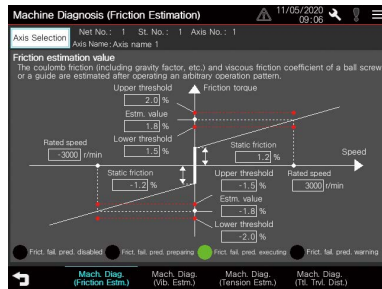 Machine Diagnosis (Friction Estimation)
11/05/2020
09:06
Axis Selection
Net No.: 1 St. No.: 1 Axis No.: 1
Axis Name: Axis name 1
Friction estimation value
The coulomb friction (including gravity factor, etc.) and viscous friction coefficient of a ball screw
or a guide are estimated after operating an arbitrary operation pattern.
Upper threshold
2.0 %
Friction torque
Estm. value
1.8 %
Lower threshold
1.5 %
Rated speed
-3000 r/min
Static friction
1.2 %
Speed
Static friction
-1.2 %
Upper threshold
-1.5 %
Rated speed
3000 r/min
Estm. value
-1.8 %
Lower threshold
-2.0 %
Frict. fail. pred. disabled
Frict. fail. pred. preparing
Frict. fail. pred. executing
Frict. fail. pred. warning
Mach. Diag.
(Friction Estm.)
Mach. Diag.
(Vib. Estm.)
Mach. Diag.
(Tension Estm.)
Mach. Diag.
(Ttl. Trvl. Dist.)